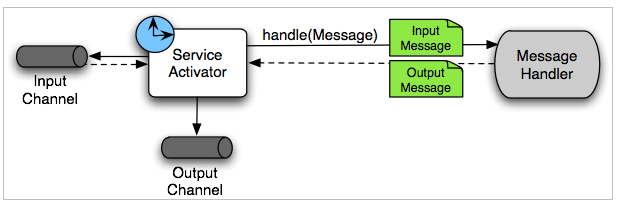 handle(Message)
Input
Message
Service
Activator
Message
Handler
Input
Channel
Output
Message
Output
Channel